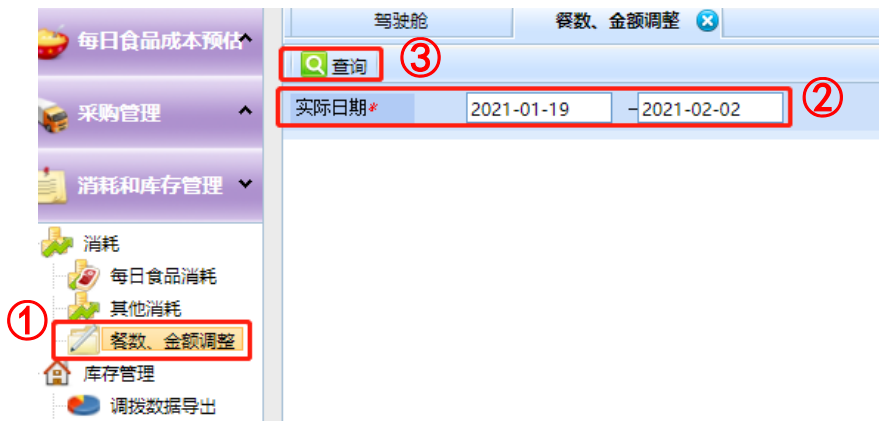 每日食品成本预估
采购管理
消耗和库存管理
消耗
每日食品消耗
其他消耗
① 餐数、金额调整
库存管理
调拨数据导出
驾驶舱 餐数、金额调整
查询 ③
实际日期* 2021-01-19 - 2021-02-02 ②